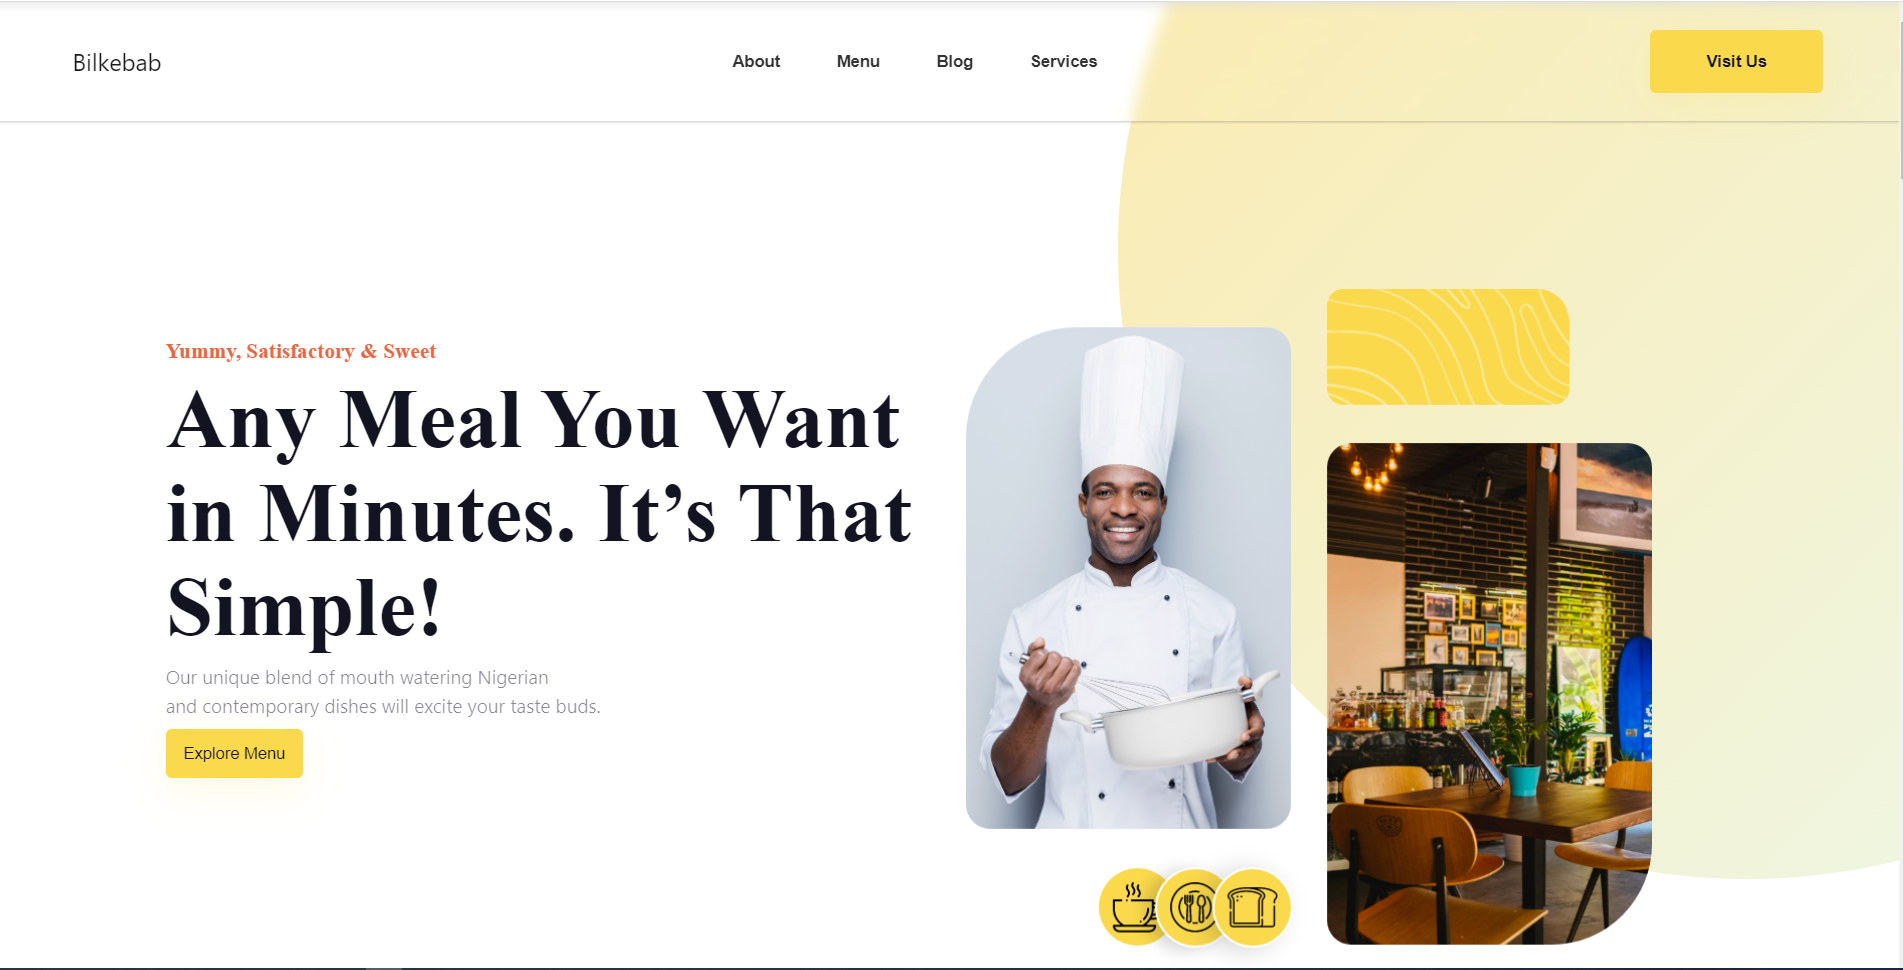 Bilkebab
About
Menu
Blog
Services
Visit Us
Yummy, Satisfactory & Sweet
Any Meal You Want
in Minutes. It’s That
Simple!
Our unique blend of mouth watering Nigerian
and contemporary dishes will excite your taste buds.
Explore Menu